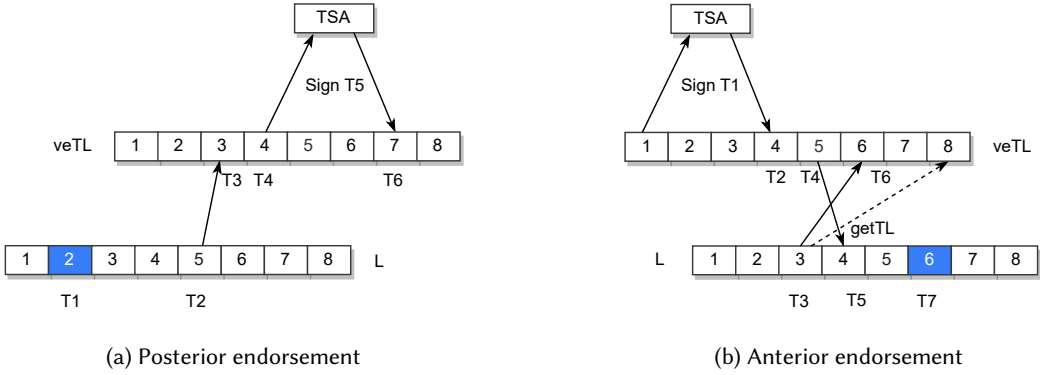 TSA
Sign T5
veTL 1 2 3 4 5 6 7 8
T3 T4 T6
1 2 3 4 5 6 7 8 L
T1 T2
(a) Posterior endorsement
TSA
Sign T1
1 2 3 4 5 6 7 8 veTL
T2 T4 T6
getTL
L 1 2 3 4 5 6 7 8
T3 T5 T7
(b) Anterior endorsement